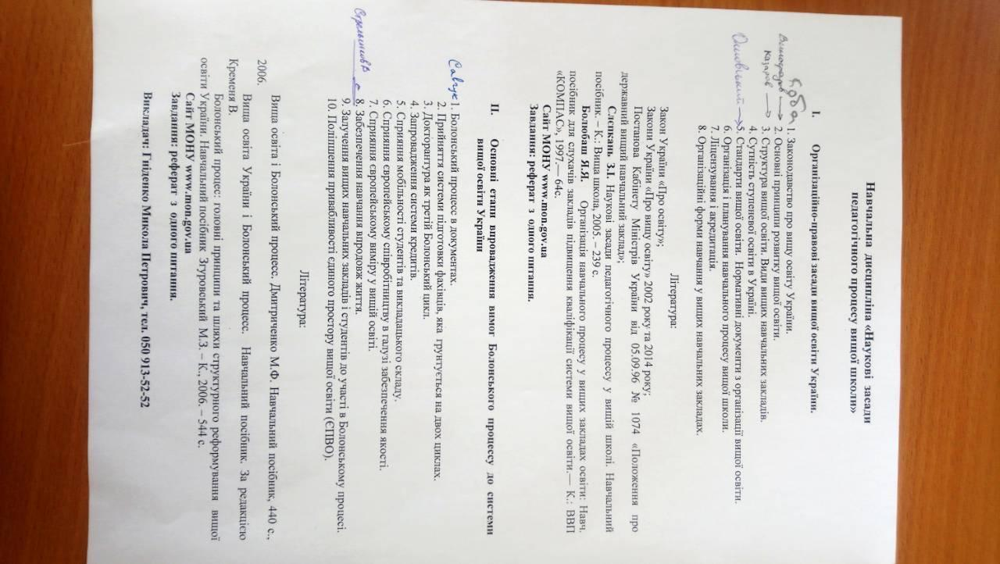 Навчальна дисципліна «Наукові засади
педагогічного процесу вищої школи»
I. Організаційно-правові засади вищої освіти України.
Куба 1. Законодавство про вищу освіту України.
→ 2. Основні принципи розвитку вищої освіти.
Казаров → 3. Структура вищої освіти. Види вищих навчальних закладів.
4. Сутність ступеневої освіти в Україні.
→ 5. Стандарти вищої освіти. Нормативні документи з організації вищої освіти.
6. Організація і планування навчального процесу вищої школи.
7. Ліцензування і акредитація.
8. Організаційні форми навчання у вищих навчальних закладах.
Література:
Закон України «Про освіту»;
Закони України «Про вищу освіту» 2002 року та 2014 року;
Постанова Кабінету Міністрів України від 05.09.96 № 1074 «Положення про
державний вищий навчальний заклад»;
Слєпкань З.І. Наукові засади педагогічного процессу у вищій школі. Навчальний
посібник. – К.: Вища школа, 2005. – 239 с.
Болюбаш Я.Я. Організація навчального процесу у вищих закладах освіти: Навч.
посібник для слухачів закладів підвищення кваліфікації системи вищої освіти.— К.: ВВП
«КОМПАС», 1997.— 64с.
Сайт МОНУ www.mon.gov.ua
Завдання: реферат з одного питання.
II. Основні етапи впровадження вимог Болонського процессу до системи
вищої освіти України
Савчук 1. Болонський процесс в документах.
2. Прийняття системи підготовки фахівців, яка грунтується на двох циклах.
3. Докторантура як третій Болонський цикл.
4. Запровадження системи кредитів.
5. Сприяння мобільності студентів та викладацького складу.
6. Сприяння європейському співробітництву в галузі забезпечення якості.
7. Сприяння європейському виміру у вищій освіті.
8. Забезпечення навчання впродовж життя.
9. Залучення вищих навчальних закладів і студентів до участі в Болонському процесі.
10. Поліпшення привабливості єдиного простору вищої освіти (ЄПВО).
Література:
Вища освіта і Болонський процесс. Дмитриченко М.Ф. Навчальний посібник, 440 с.,
2006.
Вища освіта України і Болонський процесс. Навчальний посібник. За редакцією
Кременя В.
Болонський процес: головні принципи та шляхи структурного реформування вищої
освіти України. Навчальний посібник Згуровський М.З. – К., 2006. – 544 с.
Сайт МОНУ www.mon.gov.ua
Завдання: реферат з одного питання.
Викладач: Гніденко Микола Петрович, тел. 050 913-52-52